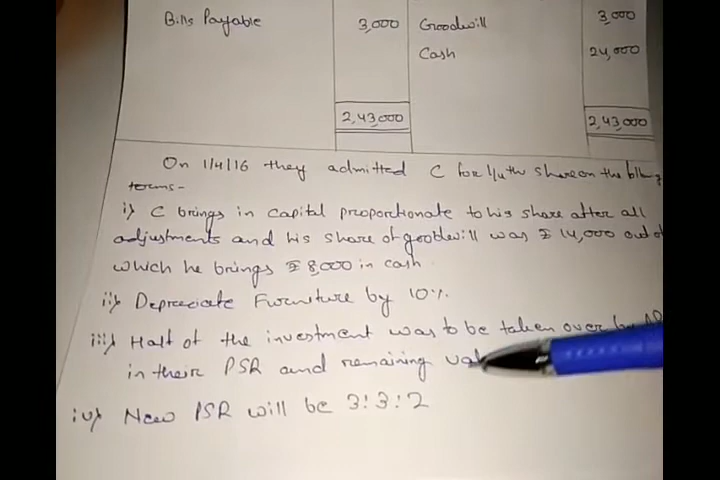 Bills Payable 3,000 Goodwill 3,000
Cash 24,000
2,43,000 2,43,000
On 1/4/16 they admitted C for 1/4th share on the
terms-
i) C brings in capital proportionate to his share after all
adjustments and his share of goodwill was ₹ 14,000 out of
which he brings ₹ 8,000 in cash
ii) Depreciate Furniture by 10%.
iii) Half of the investment was to be taken over by
in their PSR and remaining
iv) New PSR will be 3:3:2